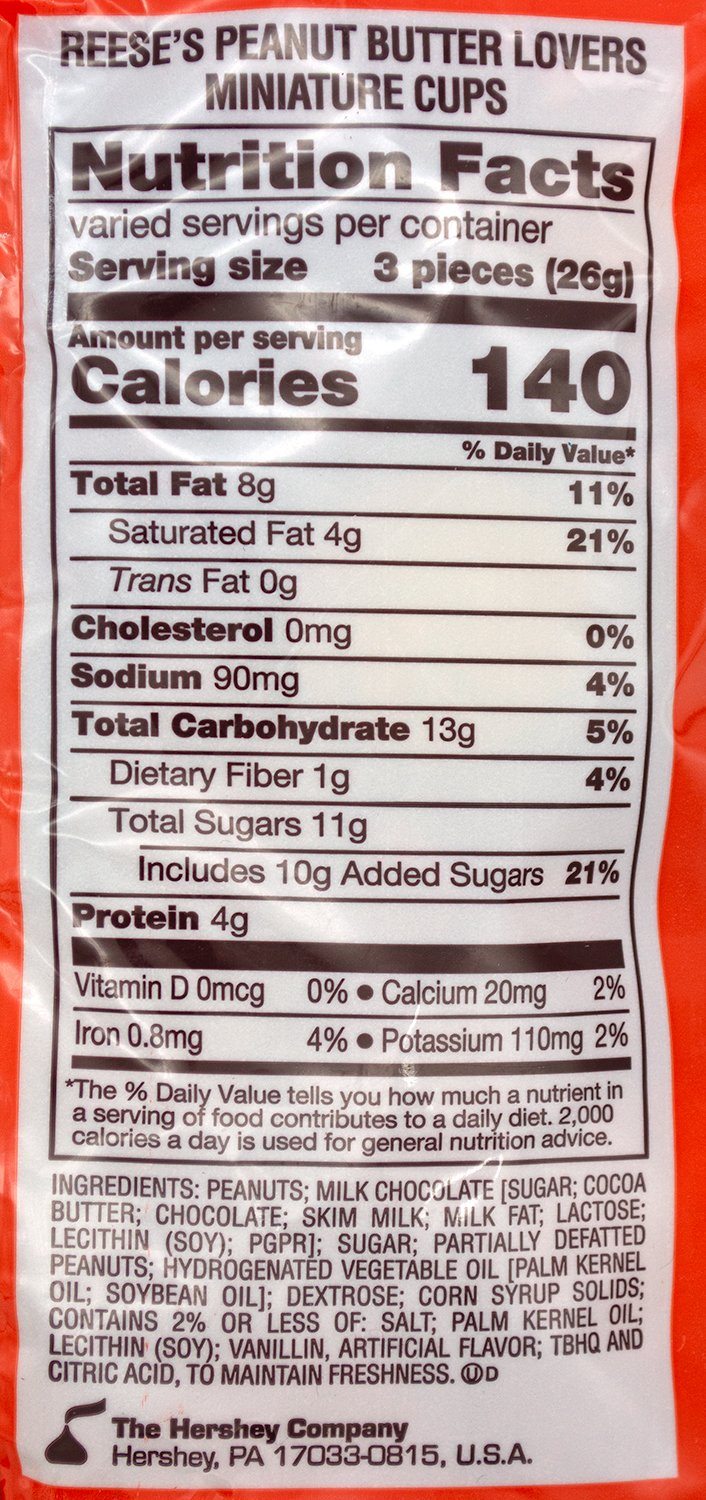 REESE'S PEANUT BUTTER LOVERS
MINIATURE CUPS
Nutrition Facts
varied servings per container
Serving size 3 pieces (26g)
Amount per serving
Calories 140
% Daily Value*
Total Fat 8g 11%
Saturated Fat 4g 21%
Trans Fat 0g
Cholesterol 0mg 0%
Sodium 90mg 4%
Total Carbohydrate 13g 5%
Dietary Fiber 1g 4%
Total Sugars 11g
Includes 10g Added Sugars 21%
Protein 4g
Vitamin D 0mcg 0% • Calcium 20mg 2%
Iron 0.8mg 4% • Potassium 110mg 2%
*The % Daily Value tells you how much a nutrient in
a serving of food contributes to a daily diet. 2,000
calories a day is used for general nutrition advice.
INGREDIENTS: PEANUTS; MILK CHOCOLATE [SUGAR; COCOA
BUTTER; CHOCOLATE; SKIM MILK; MILK FAT; LACTOSE;
LECITHIN (SOY); PGPR]; SUGAR; PARTIALLY DEFATTED
PEANUTS; HYDROGENATED VEGETABLE OIL [PALM KERNEL
OIL; SOYBEAN OIL]; DEXTROSE; CORN SYRUP SOLIDS;
CONTAINS 2% OR LESS OF: SALT; PALM KERNEL OIL;
LECITHIN (SOY); VANILLIN, ARTIFICIAL FLAVOR; TBHQ AND
CITRIC ACID, TO MAINTAIN FRESHNESS. ⓊD
The Hershey Company
Hershey, PA 17033-0815, U.S.A.